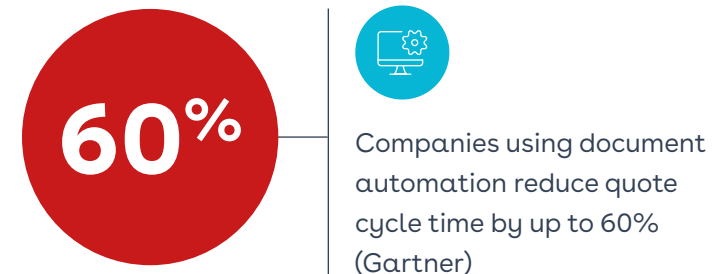 60%
Companies using document
automation reduce quote
cycle time by up to 60%
(Gartner)